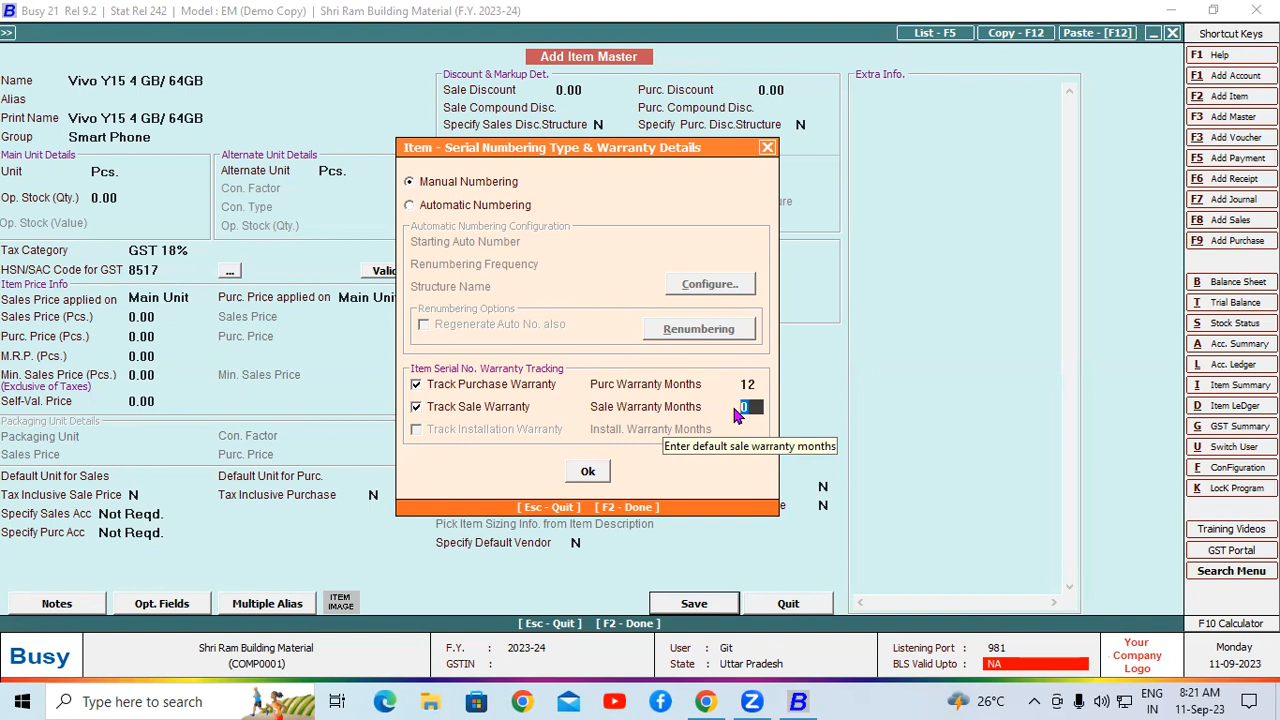 Busy 21 Rel 9.2 | Stat Rel 242 | Model : EM (Demo Copy) | Shri Ram Building Material (F.Y. 2023-24)
>> List - F5 Copy - F12 Paste - [F12] Shortcut Keys
Add Item Master
Name Vivo Y15 4 GB/ 64GB
Alias
Print Name Vivo Y15 4 GB/ 64GB
Group Smart Phone
Main Unit Details
Unit Pcs.
Op. Stock (Qty.) 0.00
Op. Stock (Value)
Alternate Unit Details
Alternate Unit Pcs.
Con. Factor
Con. Type
Op. Stock (Qty.)
Tax Category GST 18%
HSN/SAC Code for GST 8517 ... Valid
Item Price Info
Sales Price applied on Main Unit Purc. Price applied on Main Uni
Sales Price (Pcs.) 0.00 Sales Price
Purc. Price (Pcs.) 0.00 Purc. Price
M.R.P. (Pcs.) 0.00
Min. Sales Price (Pcs.) 0.00 Min. Sales Price
(Exclusive of Taxes)
Self-Val. Price 0.00
Packaging Unit Details
Packaging Unit Con. Factor
Sales Price Purc. Price
Default Unit for Sales Default Unit for Purc.
Tax Inclusive Sale Price N Tax Inclusive Purchase N
Specify Sales Acc Not Reqd.
Specify Purc Acc Not Reqd.
Discount & Markup Det.
Sale Discount 0.00 Purc. Discount 0.00
Sale Compound Disc. Purc. Compound Disc.
Specify Sales Disc.Structure N Specify Purc. Disc.Structure N
Extra Info.
Item - Serial Numbering Type & Warranty Details
Manual Numbering
Automatic Numbering
Automatic Numbering Configuration
Starting Auto Number
Renumbering Frequency
Structure Name Configure..
Renumbering Options
Regenerate Auto No. also Renumbering
Item Serial No. Warranty Tracking
Track Purchase Warranty Purc Warranty Months 12
Track Sale Warranty Sale Warranty Months 0
Track Installation Warranty Install. Warranty Months
Enter default sale warranty months
Ok
[ Esc - Quit ] [ F2 - Done ]
N
N
Pick Item Sizing Info. from Item Description
Specify Default Vendor N
Notes Opt. Fields Multiple Alias ITEM IMAGE Save Quit
[ Esc - Quit ] [ F2 - Done ]
F1 Help
F1 Add Account
F2 Add Item
F3 Add Master
F3 Add Voucher
F5 Add Payment
F6 Add Receipt
F7 Add Journal
F8 Add Sales
F9 Add Purchase
B Balance Sheet
T Trial Balance
S Stock Status
A Acc. Summary
L Acc. Ledger
I Item Summary
D Item LeDger
G GST Summary
U Switch User
F ConFiguration
K LocK Program
Training Videos
GST Portal
Search Menu
F10 Calculator
Busy
Shri Ram Building Material
(COMP0001)
F.Y. : 2023-24
GSTIN :
User : Git
State : Uttar Pradesh
Listening Port : 981
BLS Valid Upto : NA
Your
Company
Logo
Monday
11-09-2023
Type here to search 26°C ENG IN 8:21 AM 11-Sep-23